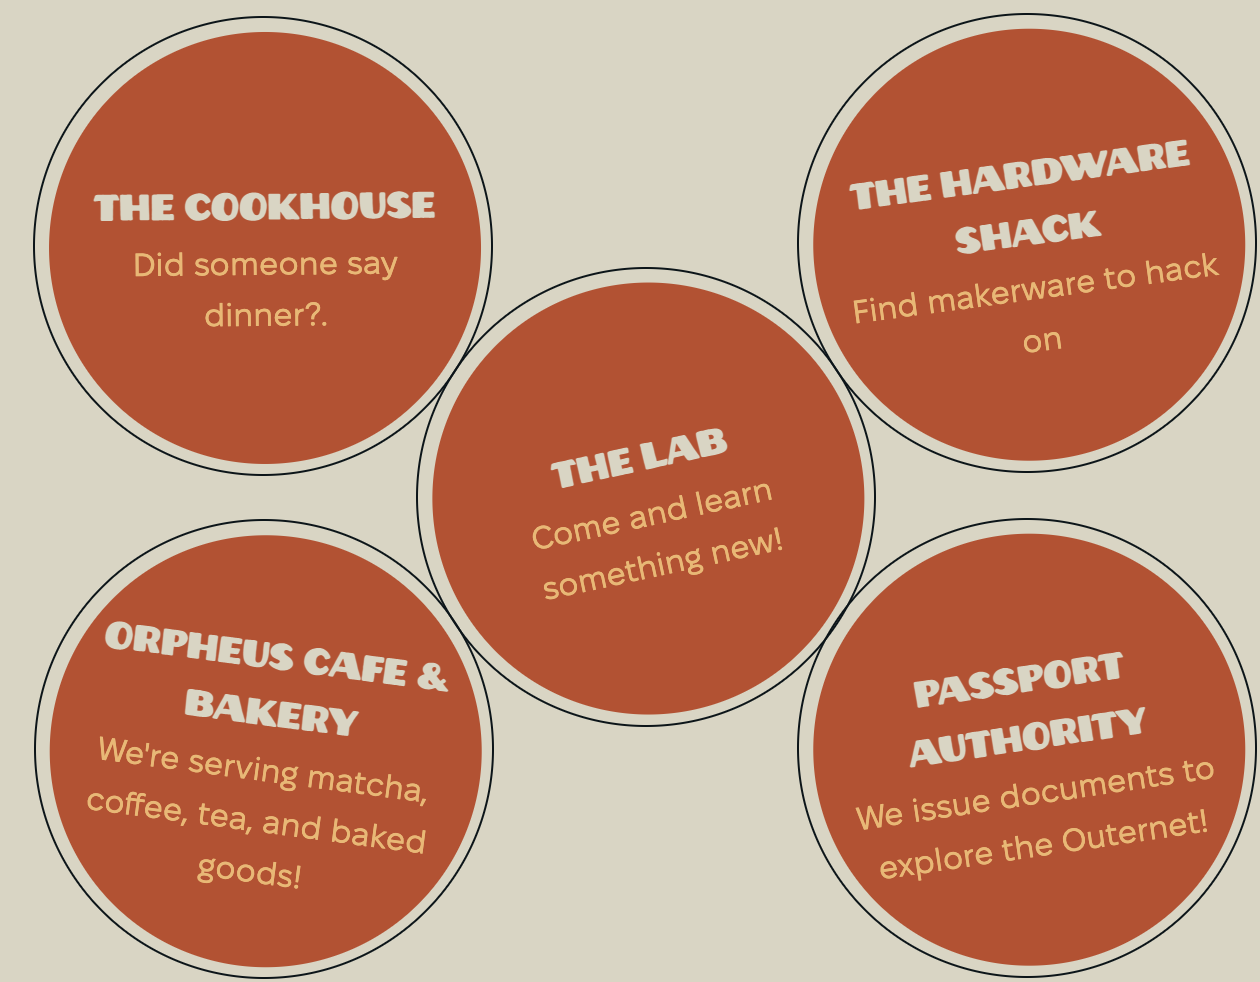 THE COOKHOUSE
Did someone say
dinner?.
THE HARDWARE
SHACK
Find makerware to hack
on
THE LAB
Come and learn
something new!
ORPHEUS CAFE &
BAKERY
We're serving matcha,
coffee, tea, and baked
goods!
PASSPORT
AUTHORITY
We issue documents to
explore the Outernet!